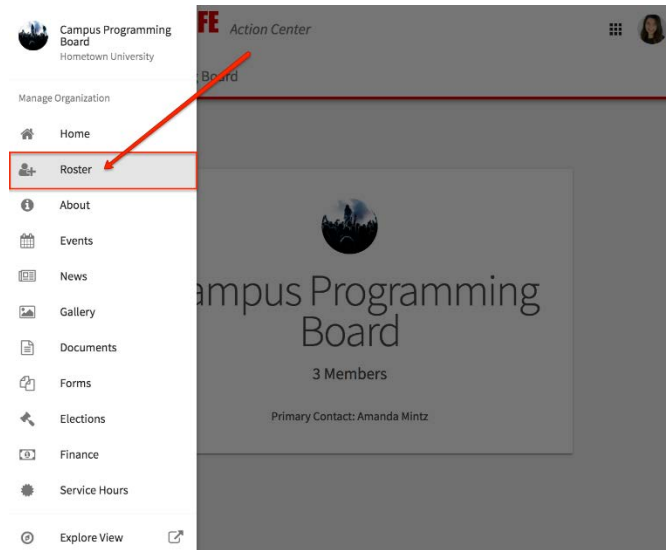 Campus Programming
Board
Hometown University
FE Action Center
g Board
Manage Organization
Home
Roster
About
Events
News
Gallery
Documents
Forms
Elections
Finance
Service Hours
Explore View
ampus Programming
Board
3 Members
Primary Contact: Amanda Mintz